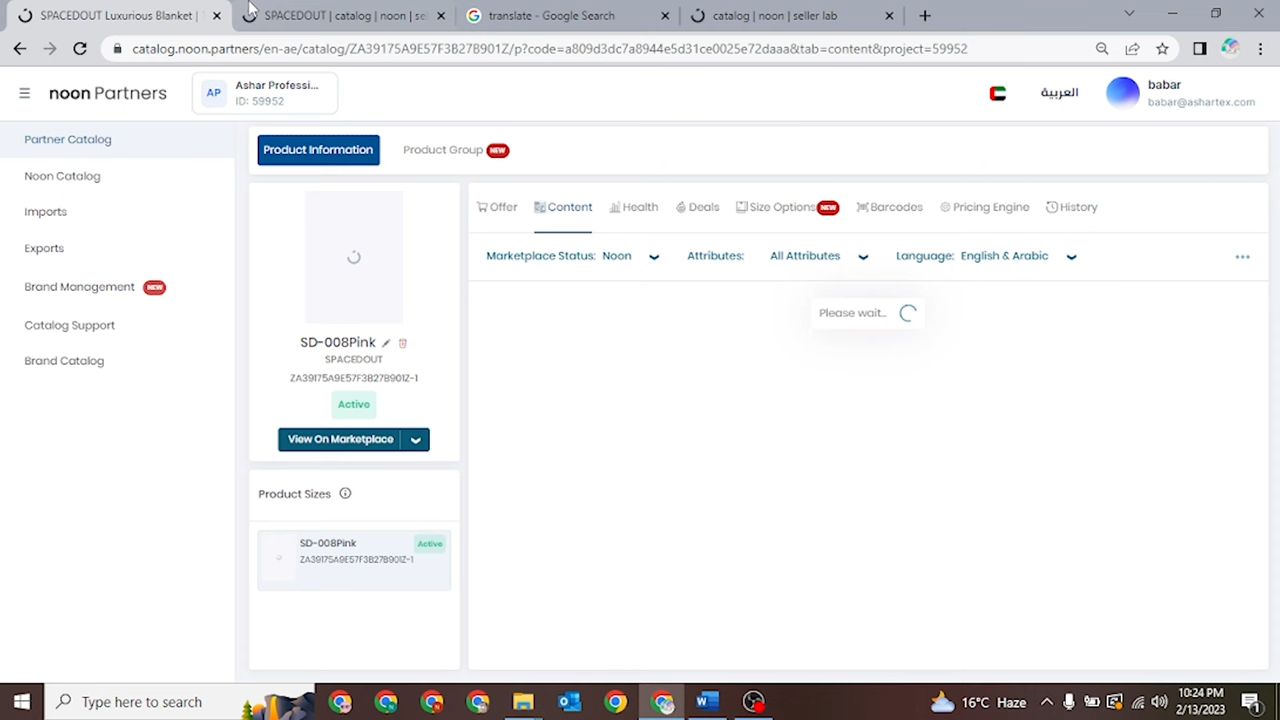 SPACEDOUT Luxurious Blanket |
SPACEDOUT | catalog | noon | se
translate - Google Search
catalog | noon | seller lab
catalog.noon.partners/en-ae/catalog/ZA39175A9E57F3B27B901Z/p?code=a809d3dc7a8944e5d31ce0025e72daaa&tab=content&project=59952
noon Partners
AP
Ashar Professi...
ID: 59952
العربية
babar
babar@ashartex.com
Partner Catalog
Noon Catalog
Imports
Exports
Brand Management NEW
Catalog Support
Brand Catalog
Product Information
Product Group NEW
SD-008Pink
SPACEDOUT
ZA39175A9E57F3B27B901Z-1
Active
View On Marketplace
Product Sizes
SD-008Pink
Active
ZA39175A9E57F3B27B901Z-1
Offer Content Health Deals Size Options NEW Barcodes Pricing Engine History
Marketplace Status: Noon Attributes: All Attributes Language: English & Arabic
Please wait...
Type here to search
16°C Haze
10:24 PM
2/13/2023